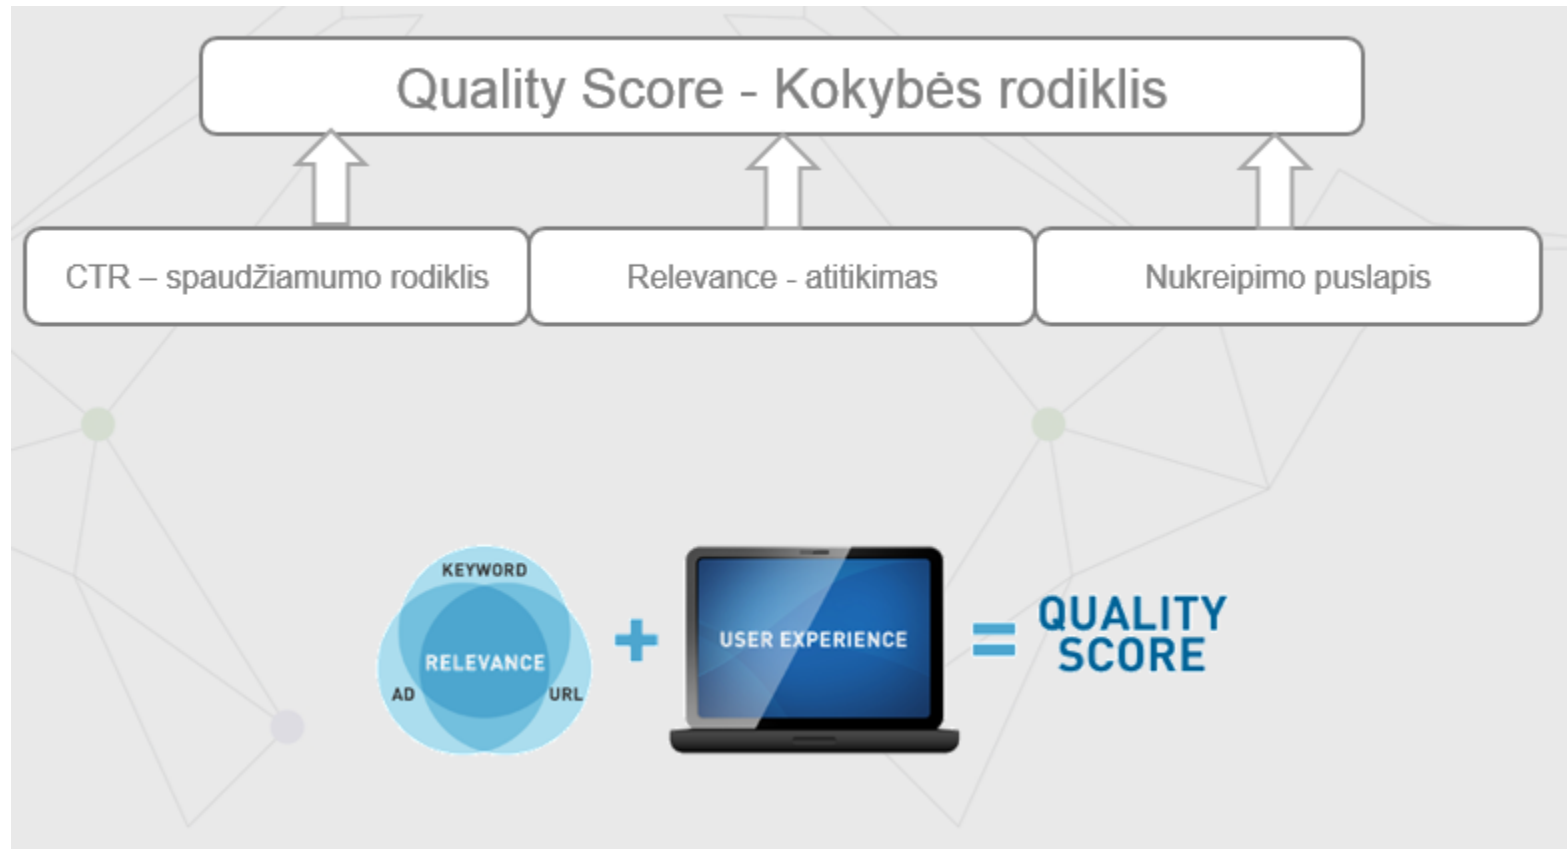 Quality Score - Kokybės rodiklis
CTR – spaudžiamumo rodiklis
Relevance - atitikimas
Nukreipimo puslapis
KEYWORD
RELEVANCE
AD
URL
+
USER EXPERIENCE
=
QUALITY
SCORE